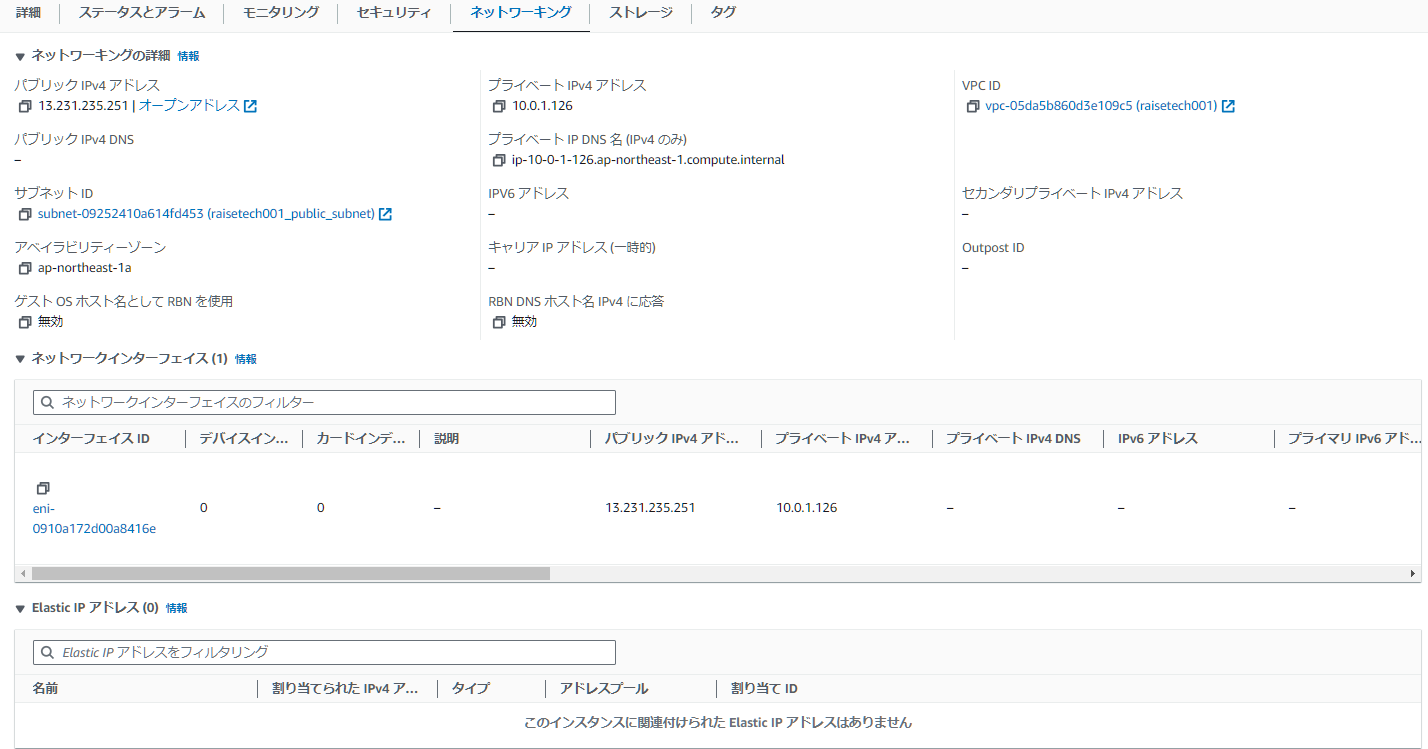 詳細 ステータスとアラーム モニタリング セキュリティ ネットワーキング ストレージ タグ
▼ ネットワーキングの詳細 情報
パブリック IPv4 アドレス プライベート IPv4 アドレス VPC ID
13.231.235.251 | オープンアドレス 10.0.1.126 vpc-05da5b860d3e109c5 (raisetech001)
パブリック IPv4 DNS プライベート IP DNS 名 (IPv4 のみ)
– ip-10-0-1-126.ap-northeast-1.compute.internal
サブネット ID IPV6 アドレス セカンダリプライベート IPv4 アドレス
subnet-09252410a614fd453 (raisetech001_public_subnet) – –
アベイラビリティーゾーン キャリア IP アドレス (一時的) Outpost ID
ap-northeast-1a – –
ゲスト OS ホスト名として RBN を使用 RBN DNS ホスト名 IPv4 に応答
無効 無効
▼ ネットワークインターフェイス (1) 情報
ネットワークインターフェイスのフィルター
インターフェイス ID デバイスイン... カードインデ... 説明 パブリック IPv4 アド... プライベート IPv4 ア... プライベート IPv4 DNS IPv6 アドレス プライマリ IPv6 アド...
eni-
0910a172d00a8416e 0 0 – 13.231.235.251 10.0.1.126 – – –
▼ Elastic IP アドレス (0) 情報
Elastic IP アドレスをフィルタリング
名前 割り当てられた IPv4 ア... タイプ アドレスプール 割り当て ID
このインスタンスに関連付けられた Elastic IP アドレスはありません